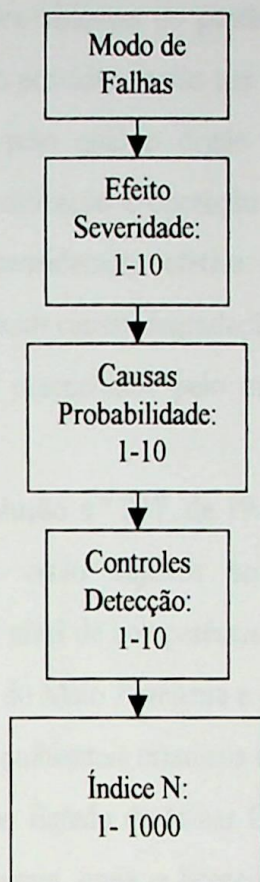 Modo de
Falhas
Efeito
Severidade:
1-10
Causas
Probabilidade:
1-10
Controles
Detecção:
1-10
Índice N:
1- 1000